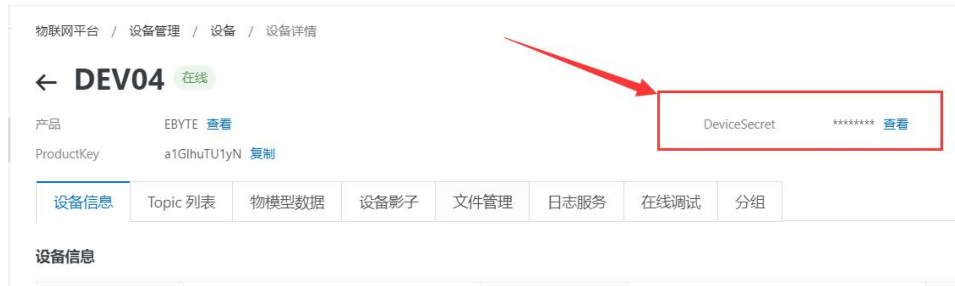 物联网平台 / 设备管理 / 设备 / 设备详情
← DEV04 在线
产品 EBYTE 查看 DeviceSecret ******** 查看
ProductKey a1GIhuTU1yN 复制
设备信息 Topic 列表 物模型数据 设备影子 文件管理 日志服务 在线调试 分组
设备信息